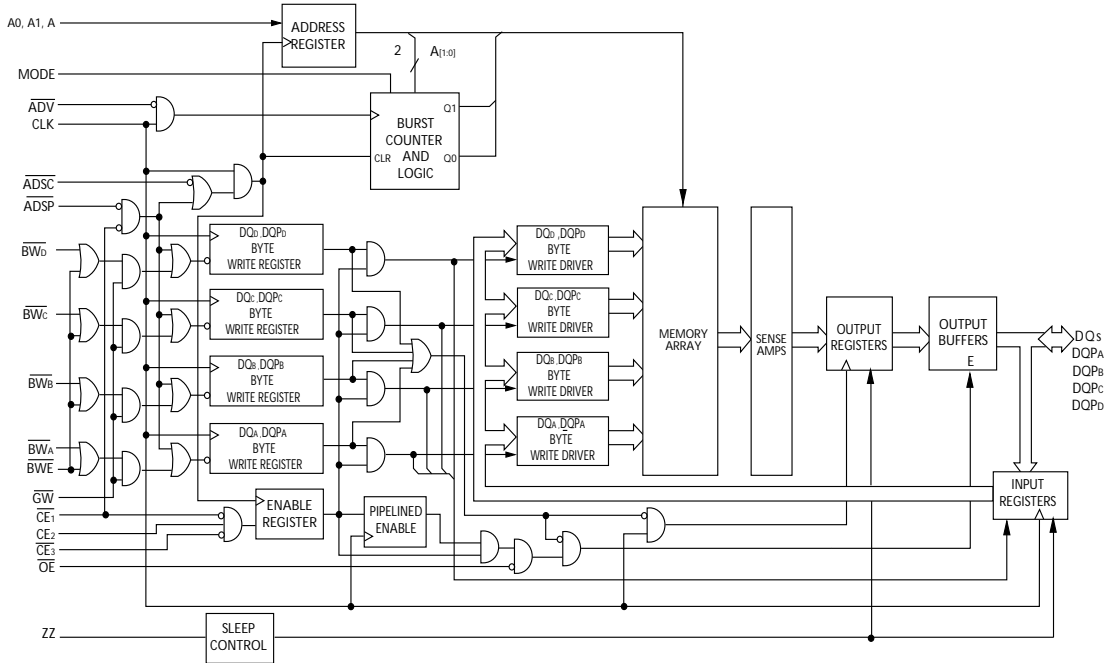 A0, A1, A
ADDRESS
REGISTER
2
A[1:0]
MODE
ADV
CLK
Q1
BURST
COUNTER
AND
LOGIC
CLR
Q0
ADSC
ADSP
BWD
DQD ,DQPD
BYTE
WRITE REGISTER
DQD ,DQPD
BYTE
WRITE DRIVER
BWC
DQC ,DQPC
BYTE
WRITE REGISTER
DQC ,DQPC
BYTE
WRITE DRIVER
MEMORY
ARRAY
SENSE
AMPS
OUTPUT
REGISTERS
OUTPUT
BUFFERS
E
DQs
DQPA
DQPB
DQPC
DQPD
BWB
DQB ,DQPB
BYTE
WRITE REGISTER
DQB ,DQPB
BYTE
WRITE DRIVER
BWA
BWE
DQA ,DQPA
BYTE
WRITE REGISTER
DQA ,DQPA
BYTE
WRITE DRIVER
GW
CE1
CE2
CE3
OE
ENABLE
REGISTER
PIPELINED
ENABLE
INPUT
REGISTERS
ZZ
SLEEP
CONTROL